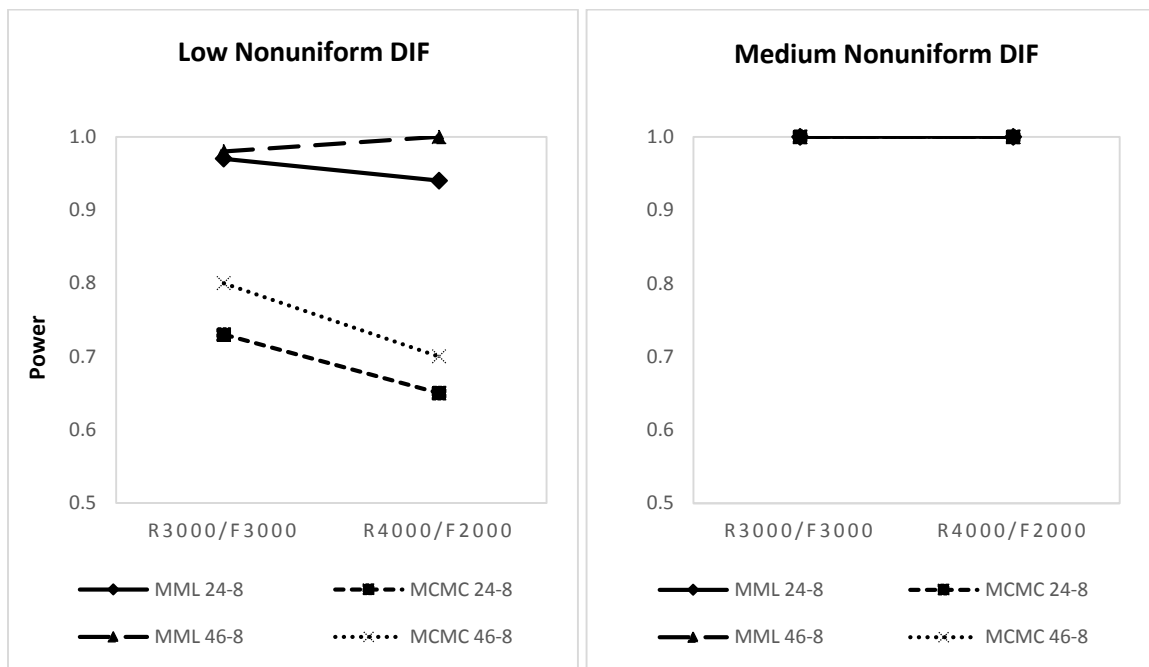 Low Nonuniform DIF
Power
1.0
0.9
0.8
0.7
0.6
0.5
R3000/F3000 R4000/F2000
MML 24-8 MCMC 24-8
MML 46-8 MCMC 46-8
Medium Nonuniform DIF
1.0
0.9
0.8
0.7
0.6
0.5
R3000/F3000 R4000/F2000
MML 24-8 MCMC 24-8
MML 46-8 MCMC 46-8